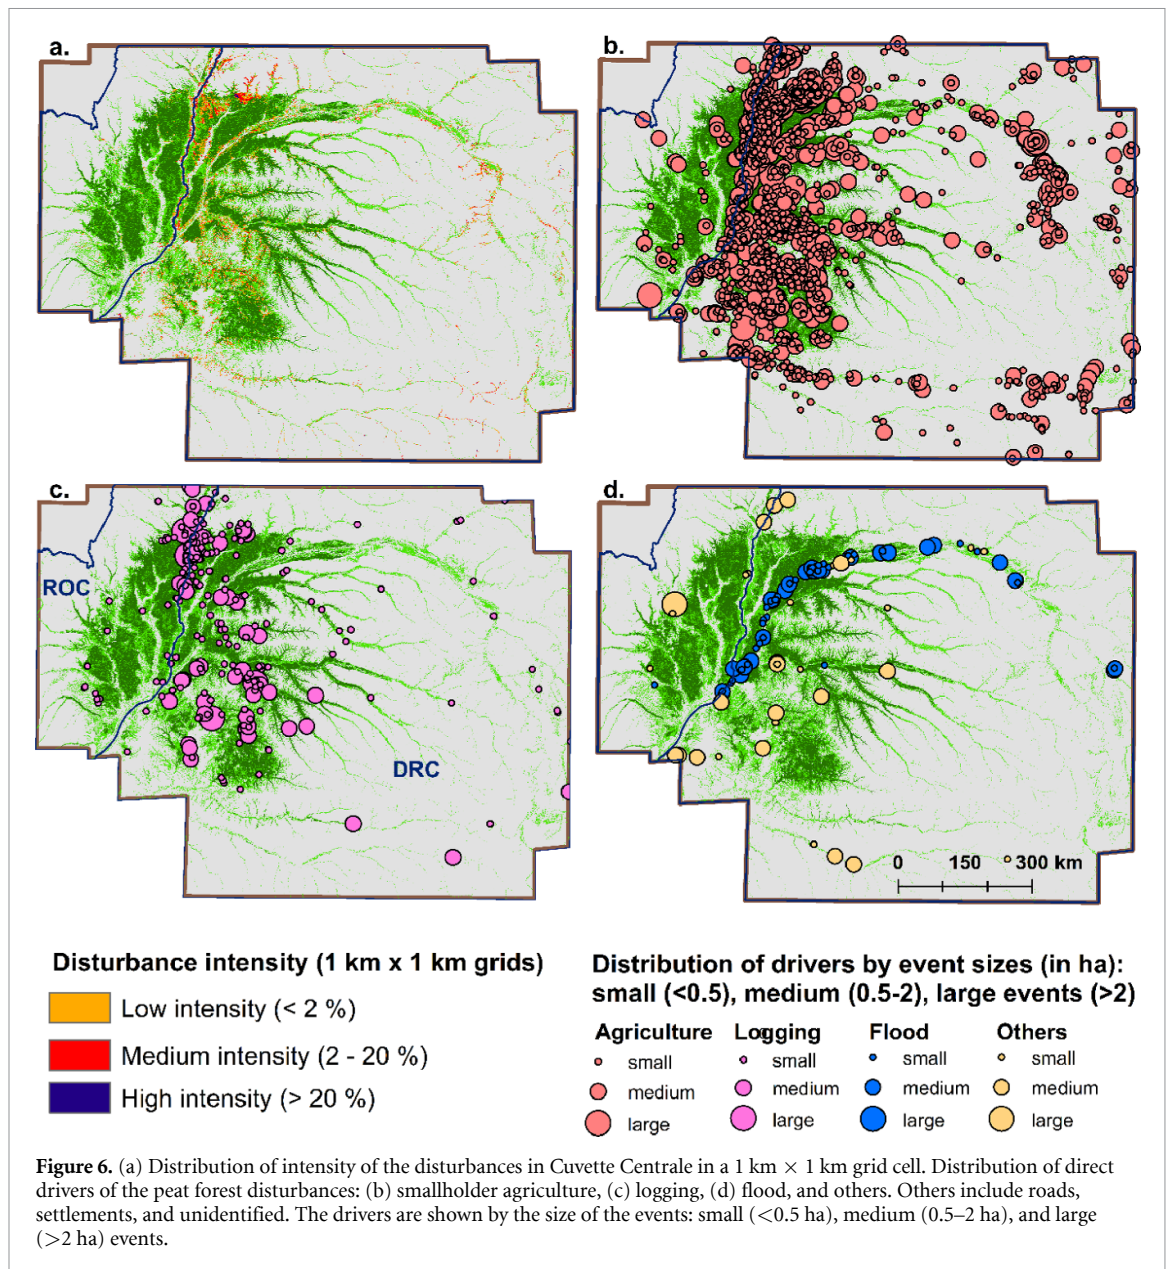 a.
b.
c.
ROC
DRC
d.
0 150 300 km
Disturbance intensity (1 km x 1 km grids)
Low intensity (< 2 %)
Medium intensity (2 - 20 %)
High intensity (> 20 %)
Distribution of drivers by event sizes (in ha):
small (<0.5), medium (0.5-2), large events (>2)
Agriculture Logging Flood Others
small small small small
medium medium medium medium
large large large large
Figure 6. (a) Distribution of intensity of the disturbances in Cuvette Centrale in a 1 km × 1 km grid cell. Distribution of direct
drivers of the peat forest disturbances: (b) smallholder agriculture, (c) logging, (d) flood, and others. Others include roads,
settlements, and unidentified. The drivers are shown by the size of the events: small (<0.5 ha), medium (0.5–2 ha), and large
(>2 ha) events.